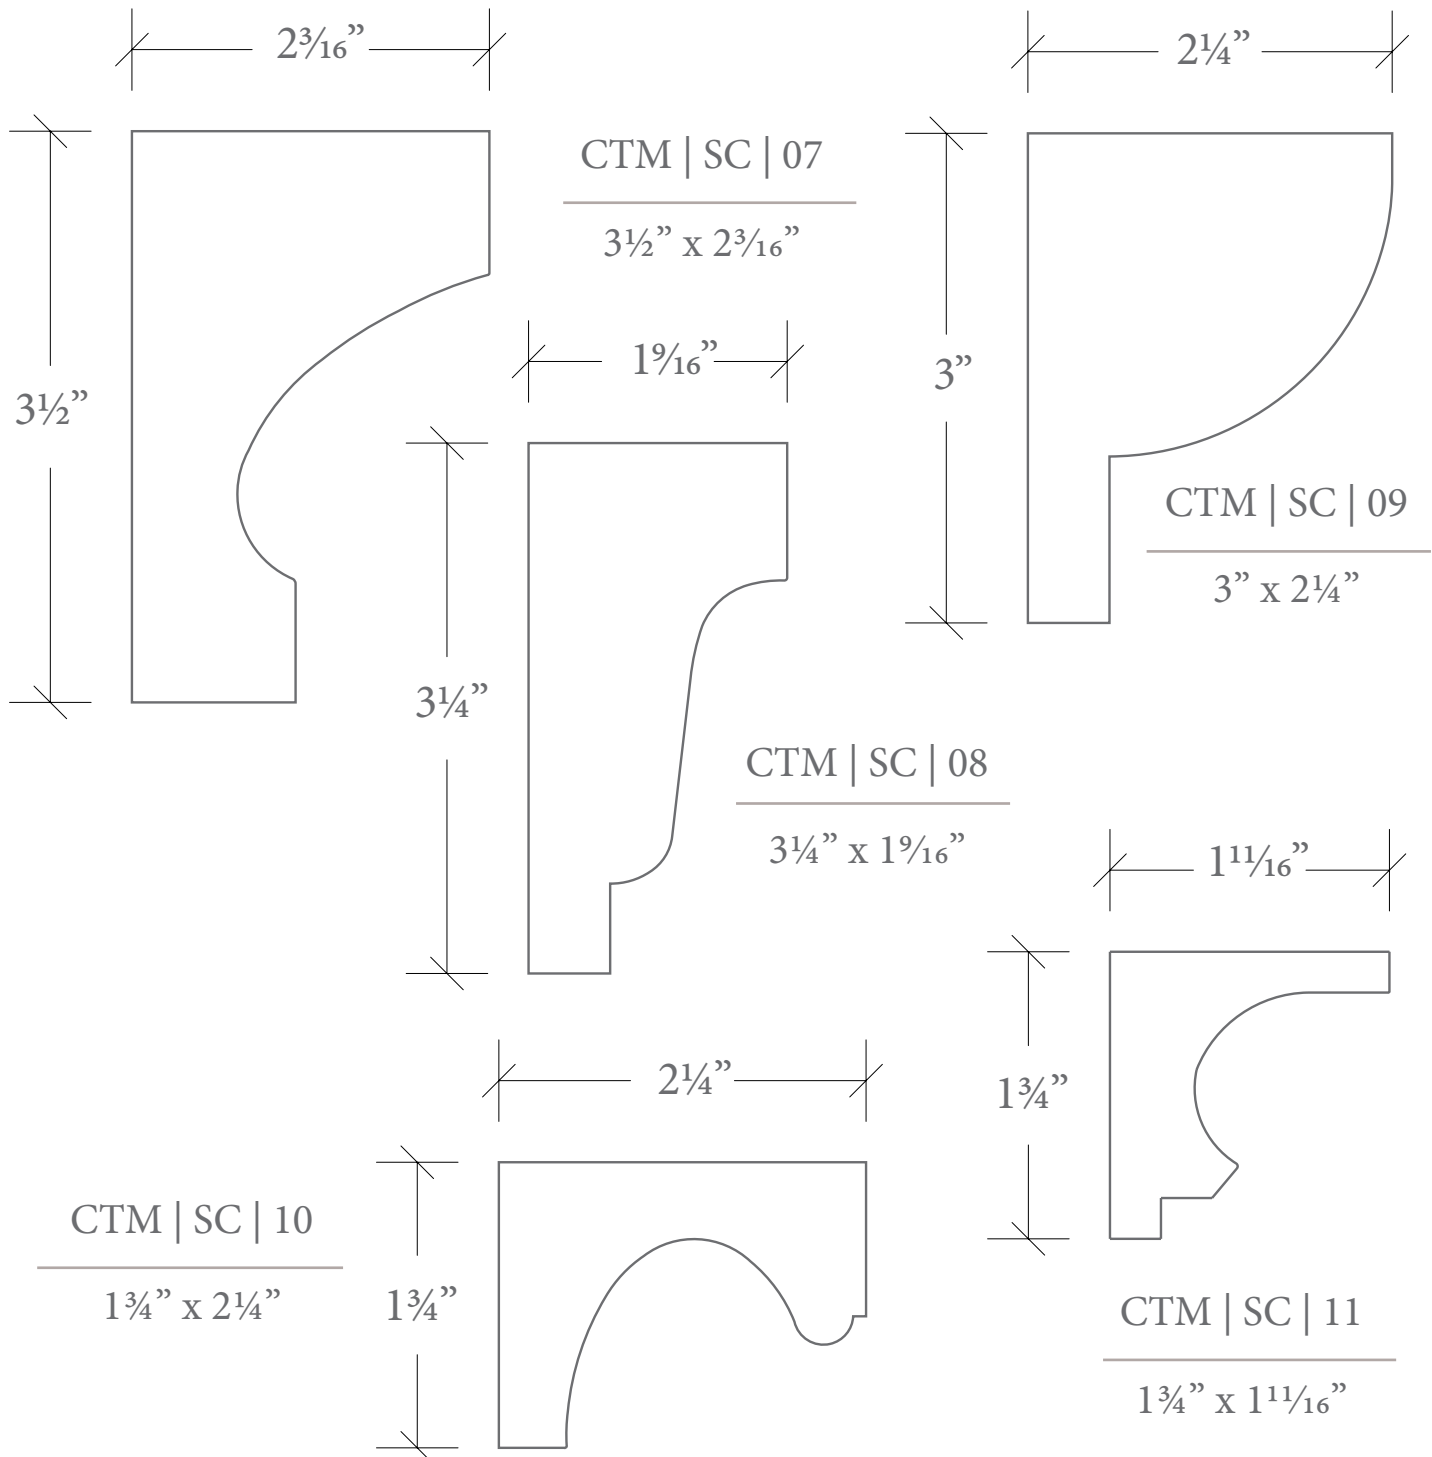 2³⁄₁₆”
2¼”
CTM | SC | 07
3½” x 2³⁄₁₆”
3½”
1⁹⁄₁₆”
3”
CTM | SC | 09
3” x 2¼”
3¼”
CTM | SC | 08
3¼” x 1⁹⁄₁₆”
1¹¹⁄₁₆”
1¾”
2¼”
CTM | SC | 10
1¾” x 2¼”
1¾”
CTM | SC | 11
1¾” x 1¹¹⁄₁₆”